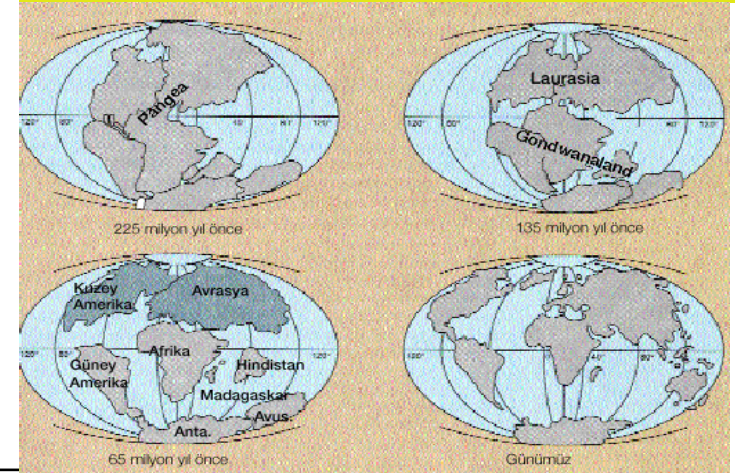 Pangea
225 milyon yıl önce
Laurasia
Gondwanaland
135 milyon yıl önce
Kuzey
Amerika
Avrasya
Afrika
Güney
Amerika
Hindistan
Madagaskar
Avus.
Anta.
65 milyon yıl önce
Günümüz